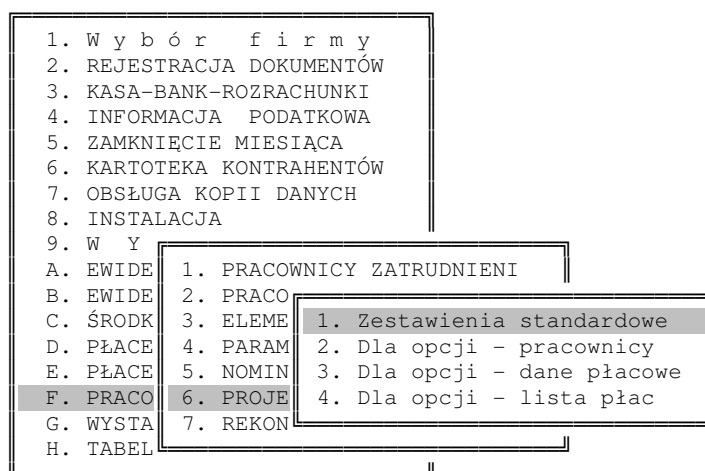 1. W y b ó r   f i r m y
2. REJESTRACJA DOKUMENTÓW
3. KASA-BANK-ROZRACHUNKI
4. INFORMACJA  PODATKOWA
5. ZAMKNIĘCIE MIESIĄCA
6. KARTOTEKA KONTRAHENTÓW
7. OBSŁUGA KOPII DANYCH
8. INSTALACJA
9. W  Y
A. EWIDE 1. PRACOWNICY ZATRUDNIENI
B. EWIDE 2. PRACO
C. ŚRODK 3. ELEME 1. Zestawienia standardowe
D. PŁACE 4. PARAM 2. Dla opcji - pracownicy
E. PŁACE 5. NOMIN 3. Dla opcji - dane płacowe
F. PRACO 6. PROJE 4. Dla opcji - lista płac
G. WYSTA 7. REKON
H. TABEL